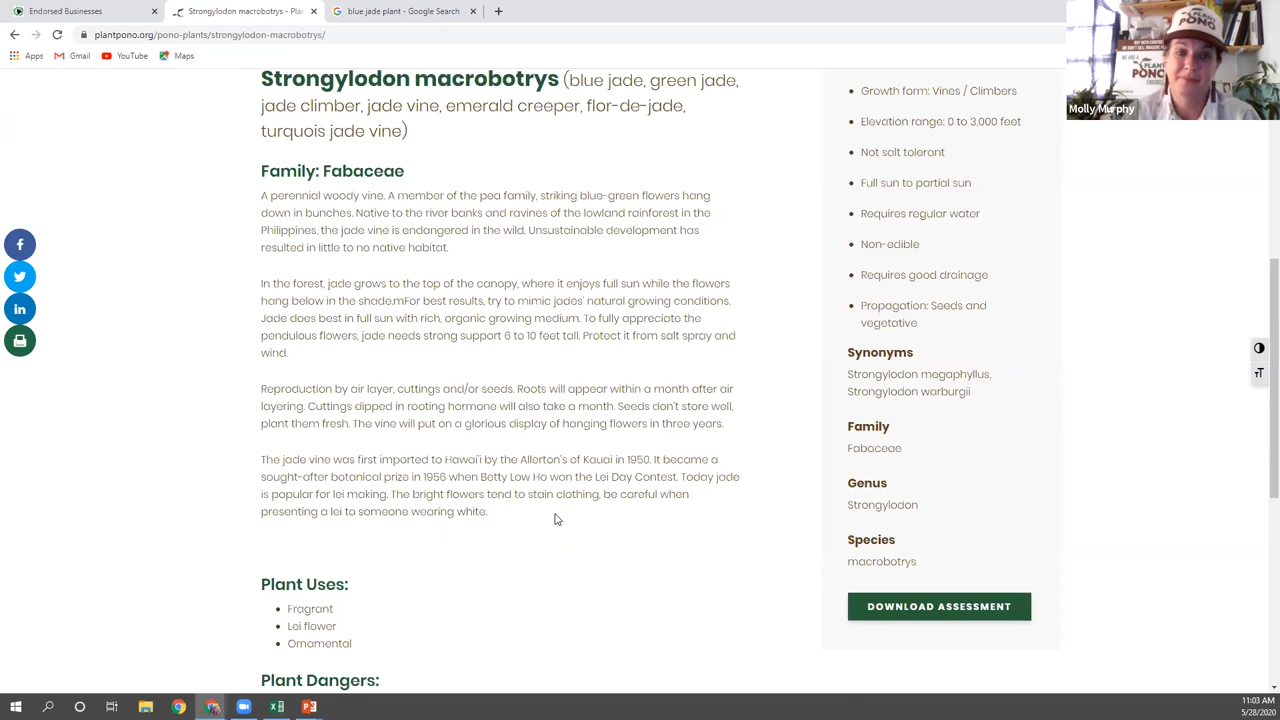 Endorsed Businesses
Strongylodon macrobotrys - Pla
blue jade plant - Google Search
plantpono.org/pono-plants/strongylodon-macrobotrys/
Apps
Gmail
YouTube
Maps
PLANT
PONO
Molly Murphy
Strongylodon macrobotrys (blue jade, green jade,
jade climber, jade vine, emerald creeper, flor-de-jade,
turquois jade vine)
Family: Fabaceae
A perennial woody vine. A member of the pea family, striking blue-green flowers hang
down in bunches. Native to the river banks and ravines of the lowland rainforest in the
Philippines, the jade vine is endangered in the wild. Unsustainable development has
resulted in little to no native habitat.
In the forest, jade grows to the top of the canopy, where it enjoys full sun while the flowers
hang below in the shade.mFor best results, try to mimic jades' natural growing conditions.
Jade does best in full sun with rich, organic growing medium. To fully appreciate the
pendulous flowers, jade needs strong support 6 to 10 feet tall. Protect it from salt spray and
wind.
Reproduction by air layer, cuttings and/or seeds. Roots will appear within a month after air
layering. Cuttings dipped in rooting hormone will also take a month. Seeds don't store well,
plant them fresh. The vine will put on a glorious display of hanging flowers in three years.
The jade vine was first imported to Hawai'i by the Allerton's of Kauai in 1950. It became a
sought-after botanical prize in 1956 when Betty Low Ho won the Lei Day Contest. Today jade
is popular for lei making. The bright flowers tend to stain clothing, be careful when
presenting a lei to someone wearing white.
Plant Uses:
Fragrant
Lei flower
Ornamental
Plant Dangers:
Growth form: Vines / Climbers
Elevation range: 0 to 3,000 feet
Not salt tolerant
Full sun to partial sun
Requires regular water
Non-edible
Requires good drainage
Propagation: Seeds and
vegetative
Synonyms
Strongylodon megaphyllus,
Strongylodon warburgii
Family
Fabaceae
Genus
Strongylodon
Species
macrobotrys
DOWNLOAD ASSESSMENT
11:03 AM
5/28/2020